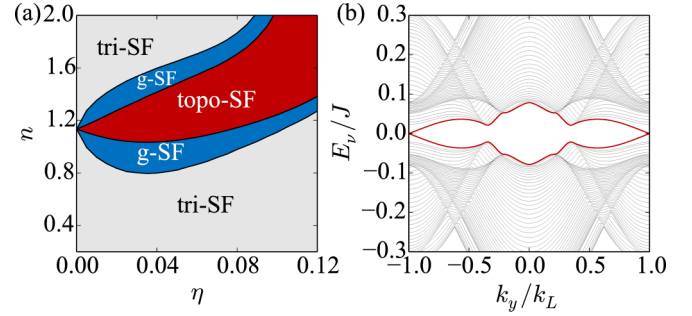 (a)
2.0
1.6
1.2
0.8
0.4
n
tri-SF
g-SF
topo-SF
g-SF
tri-SF
0.00 0.04 0.08 0.12
η
(b)
0.3
0.2
0.1
0.0
−0.1
−0.2
−0.3
E_ν/J
−1.0 −0.5 0.0 0.5 1.0
k_y/k_L